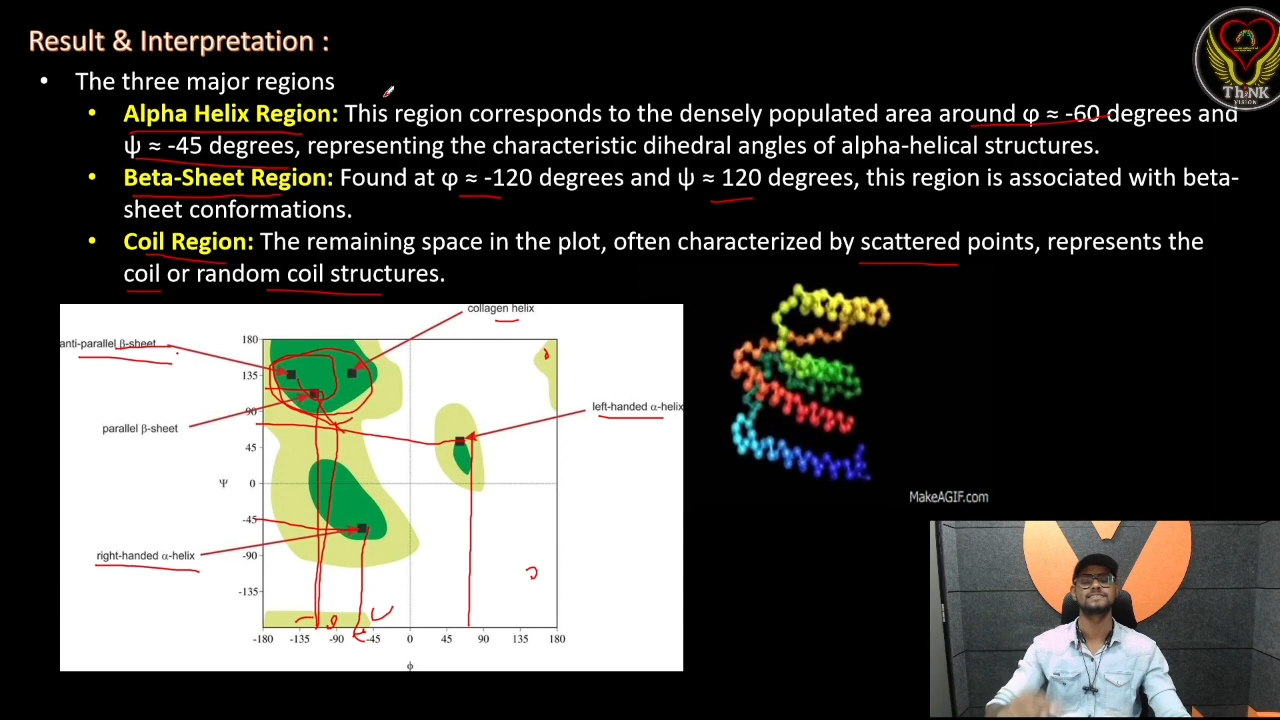 Result & Interpretation :
• The three major regions
• Alpha Helix Region: This region corresponds to the densely populated area around φ ≈ -60 degrees and
ψ ≈ -45 degrees, representing the characteristic dihedral angles of alpha-helical structures.
• Beta-Sheet Region: Found at φ ≈ -120 degrees and ψ ≈ 120 degrees, this region is associated with beta-
sheet conformations.
• Coil Region: The remaining space in the plot, often characterized by scattered points, represents the
coil or random coil structures.
ThiNK
VISION
collagen helix
anti-parallel β-sheet
parallel β-sheet
left-handed α-helix
right-handed α-helix
180
135
90
45
Ψ
0
-45
-90
-135
-180 -135 -90 -45 0 45 90 135 180
ϕ
MakeAGIF.com